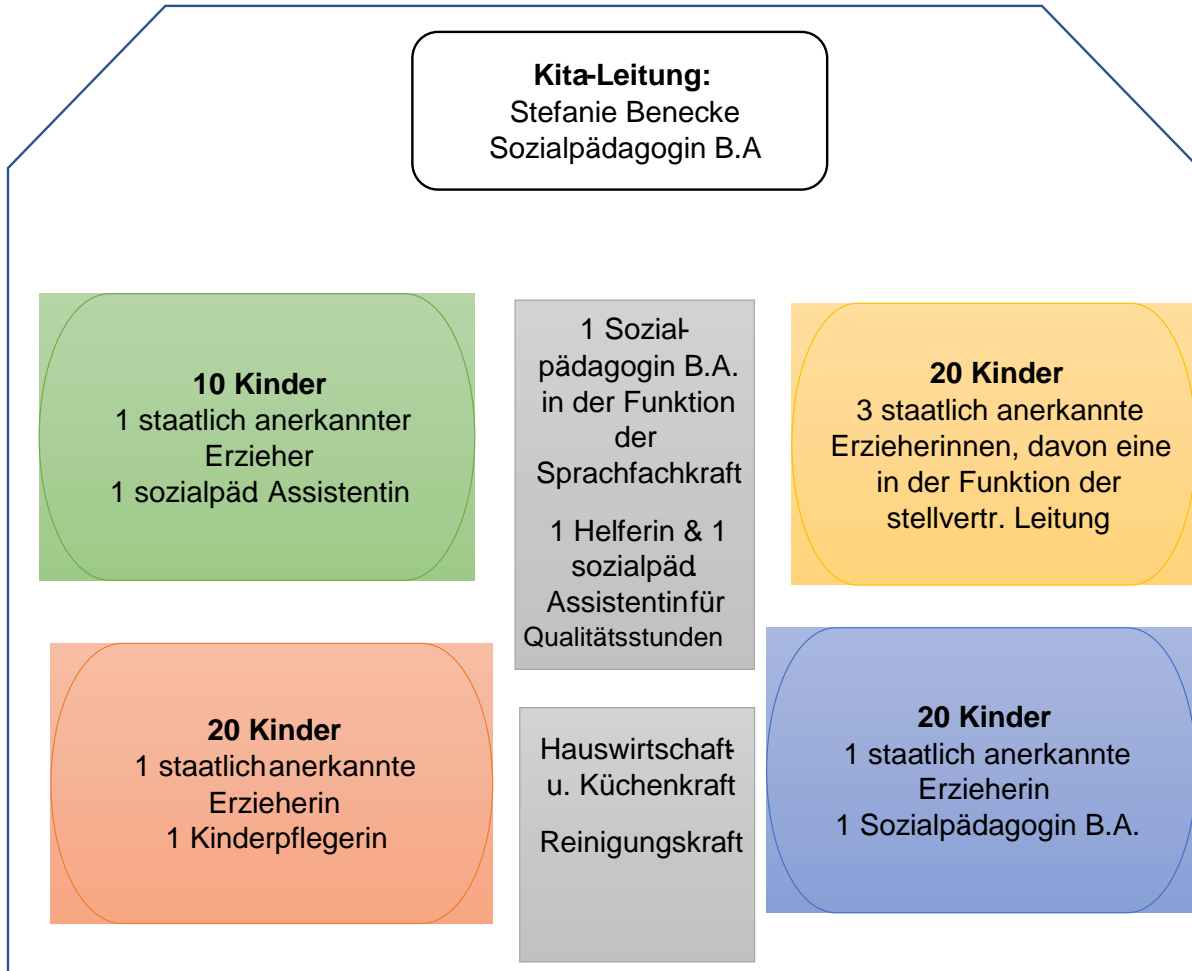 Kita-Leitung:
Stefanie Benecke
Sozialpädagogin B.A
10 Kinder
1 staatlich anerkannter
Erzieher
1 sozialpäd. Assistentin
1 Sozial-
pädagogin B.A.
in der Funktion
der
Sprachfachkraft
1 Helferin & 1
sozialpäd.
Assistentin für
Qualitätsstunden
20 Kinder
3 staatlich anerkannte
Erzieherinnen, davon eine
in der Funktion der
stellvertr. Leitung
20 Kinder
1 staatlich anerkannte
Erzieherin
1 Kinderpflegerin
Hauswirtschaft-
u. Küchenkraft
Reinigungskraft
20 Kinder
1 staatlich anerkannte
Erzieherin
1 Sozialpädagogin B.A.